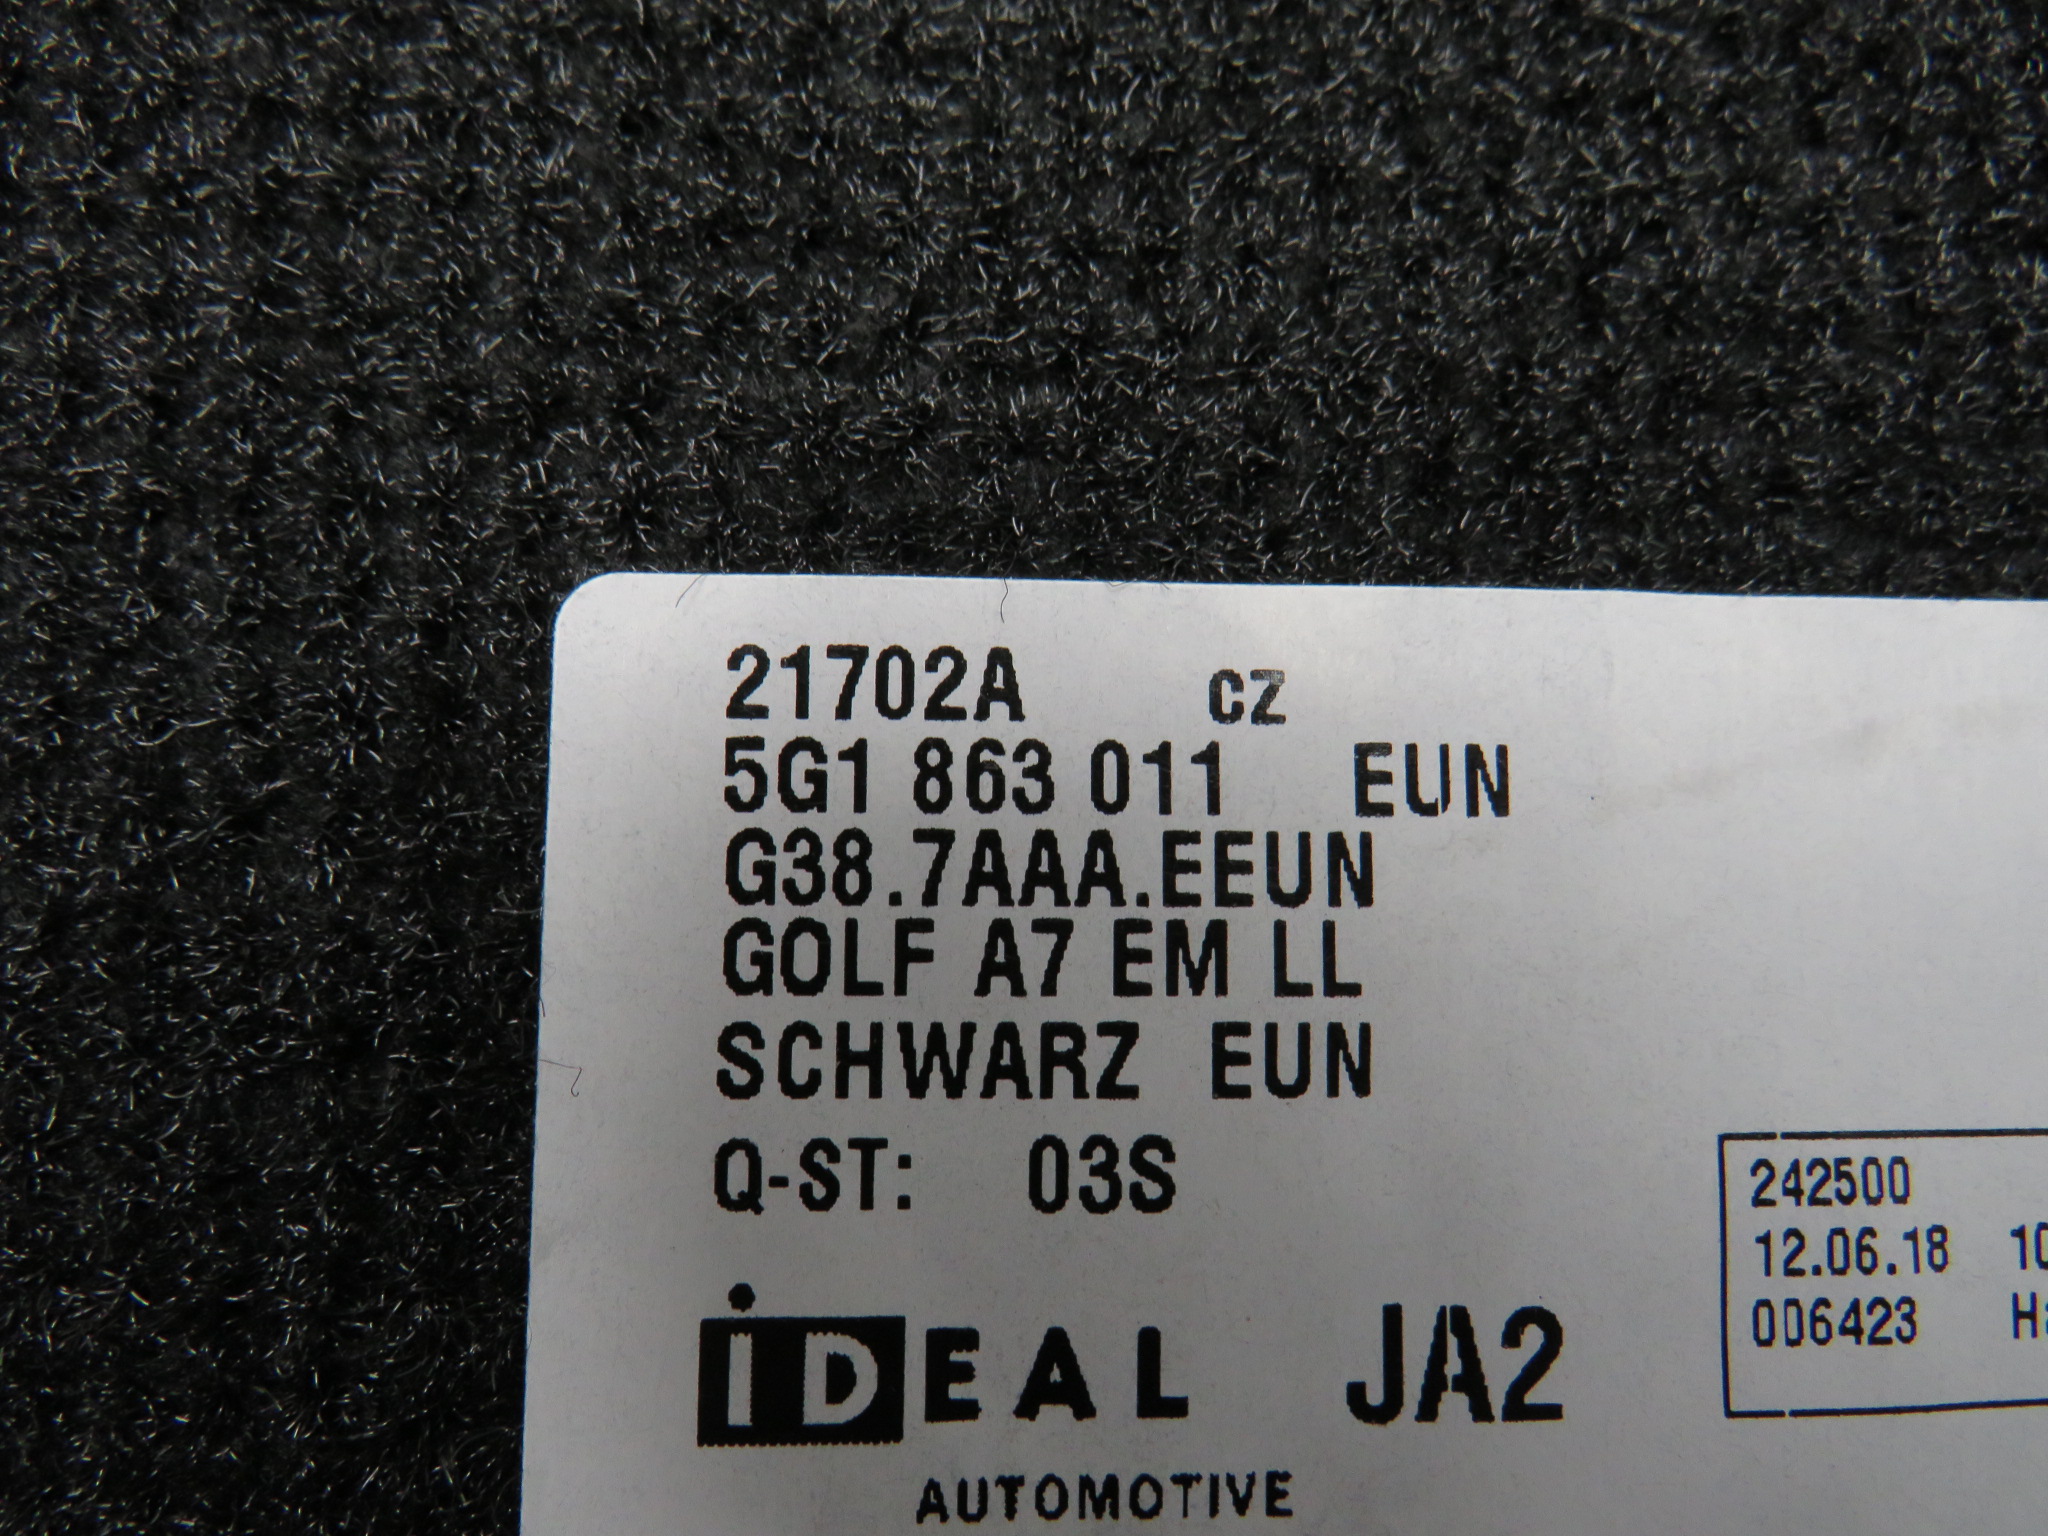 21702A CZ
5G1 863 011 EUN
G38.7AAA.EEUN
GOLF A7 EM LL
SCHWARZ EUN
Q-ST: 03S
242500
12.06.18 10
006423
iDEAL JA2
AUTOMOTIVE